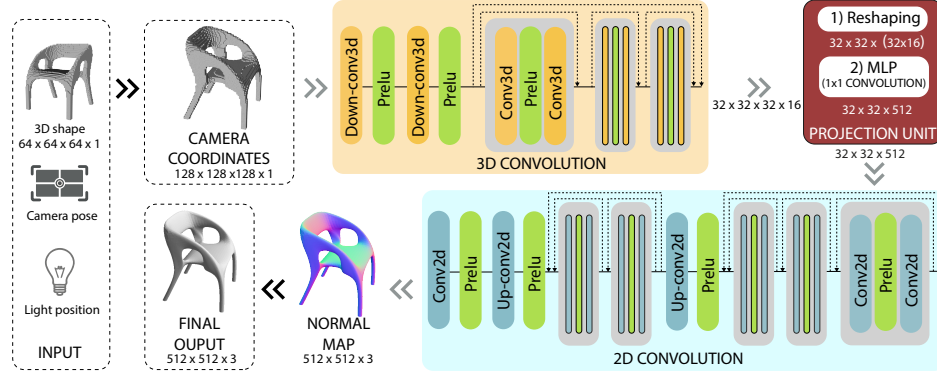 3D shape
64 x 64 x 64 x 1
Camera pose
Light position
INPUT
CAMERA
COORDINATES
128 x 128 x128 x 1
Down-conv3d
Prelu
Down-conv3d
Prelu
Conv3d
Prelu
Conv3d
3D CONVOLUTION
32 x 32 x 32 x 16
1) Reshaping
32 x 32 x (32x16)
2) MLP
(1x1 CONVOLUTION)
32 x 32 x 512
PROJECTION UNIT
32 x 32 x 512
Conv2d
Prelu
Up-conv2d
Prelu
Up-conv2d
Prelu
Conv2d
Prelu
Conv2d
2D CONVOLUTION
NORMAL
MAP
512 x 512 x 3
FINAL
OUPUT
512 x 512 x 3